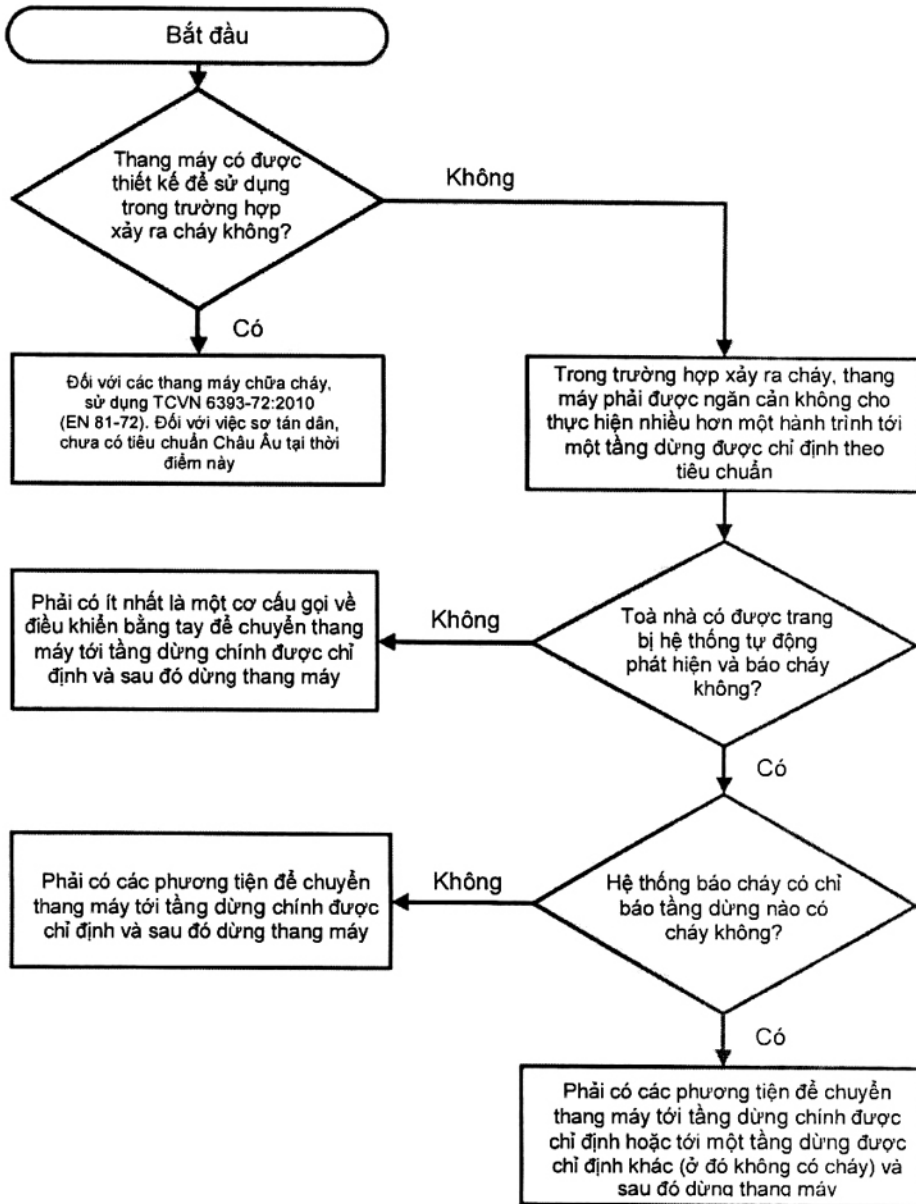 Bắt đầu
Thang máy có được
thiết kế để sử dụng
trong trường hợp
xảy ra cháy không?
Không
Có
Đối với các thang máy chữa cháy,
sử dụng TCVN 6393-72:2010
(EN 81-72). Đối với việc sơ tán dân,
chưa có tiêu chuẩn Châu Âu tại thời
điểm này
Trong trường hợp xảy ra cháy, thang
máy phải được ngăn cản không cho
thực hiện nhiều hơn một hành trình tới
một tầng dừng được chỉ định theo
tiêu chuẩn
Toà nhà có được trang
bị hệ thống tự động
phát hiện và báo cháy
không?
Không
Phải có ít nhất là một cơ cấu gọi về
điều khiển bằng tay để chuyển thang
máy tới tầng dừng chính được chỉ
định và sau đó dừng thang máy
Có
Hệ thống báo cháy có chỉ
báo tầng dừng nào có
cháy không?
Không
Phải có các phương tiện để chuyển
thang máy tới tầng dừng chính được
chỉ định và sau đó dừng thang máy
Có
Phải có các phương tiện để chuyển
thang máy tới tầng dừng chính được
chỉ định hoặc tới một tầng dừng được
chỉ định khác (ở đó không có cháy) và
sau đó dừng thang máy